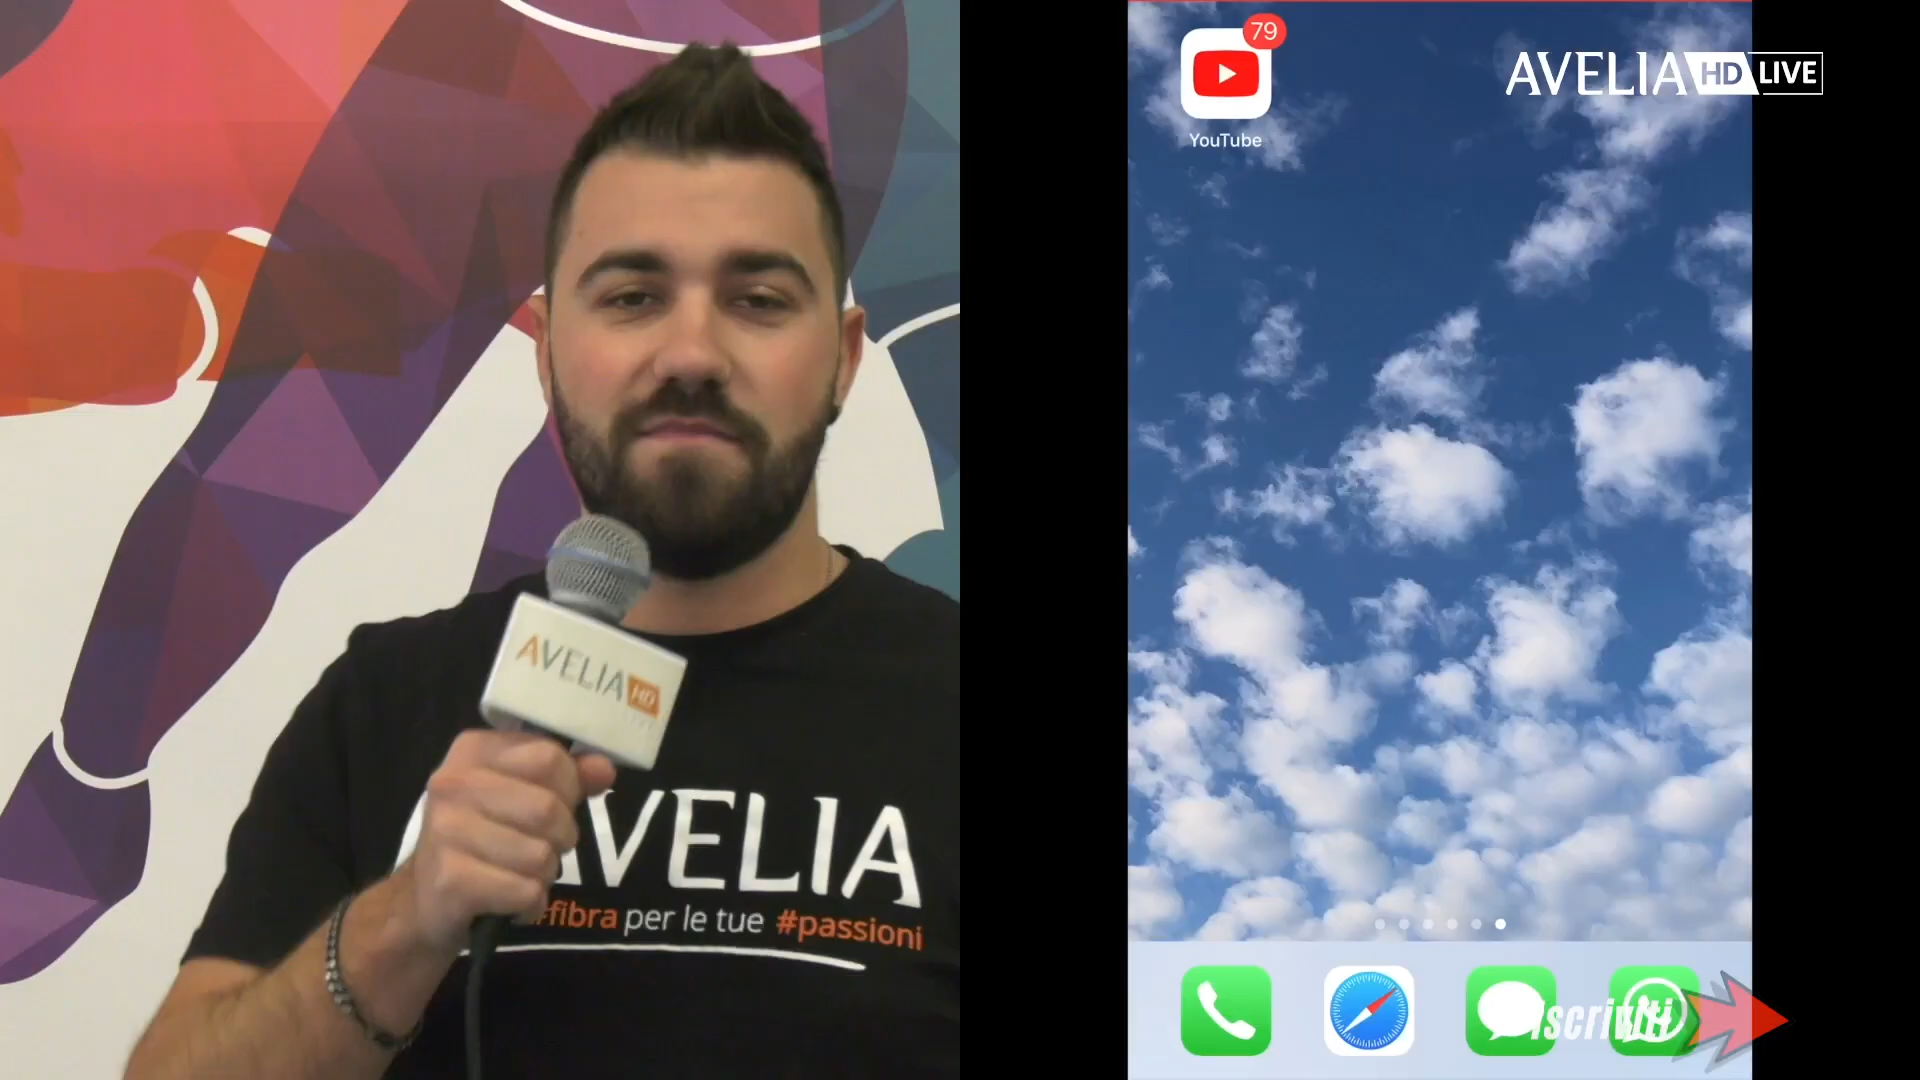 79
YouTube
AVELIA HD LIVE
AVELIA HD
AVELIA
#fibra per le tue #passioni
Iscriviti